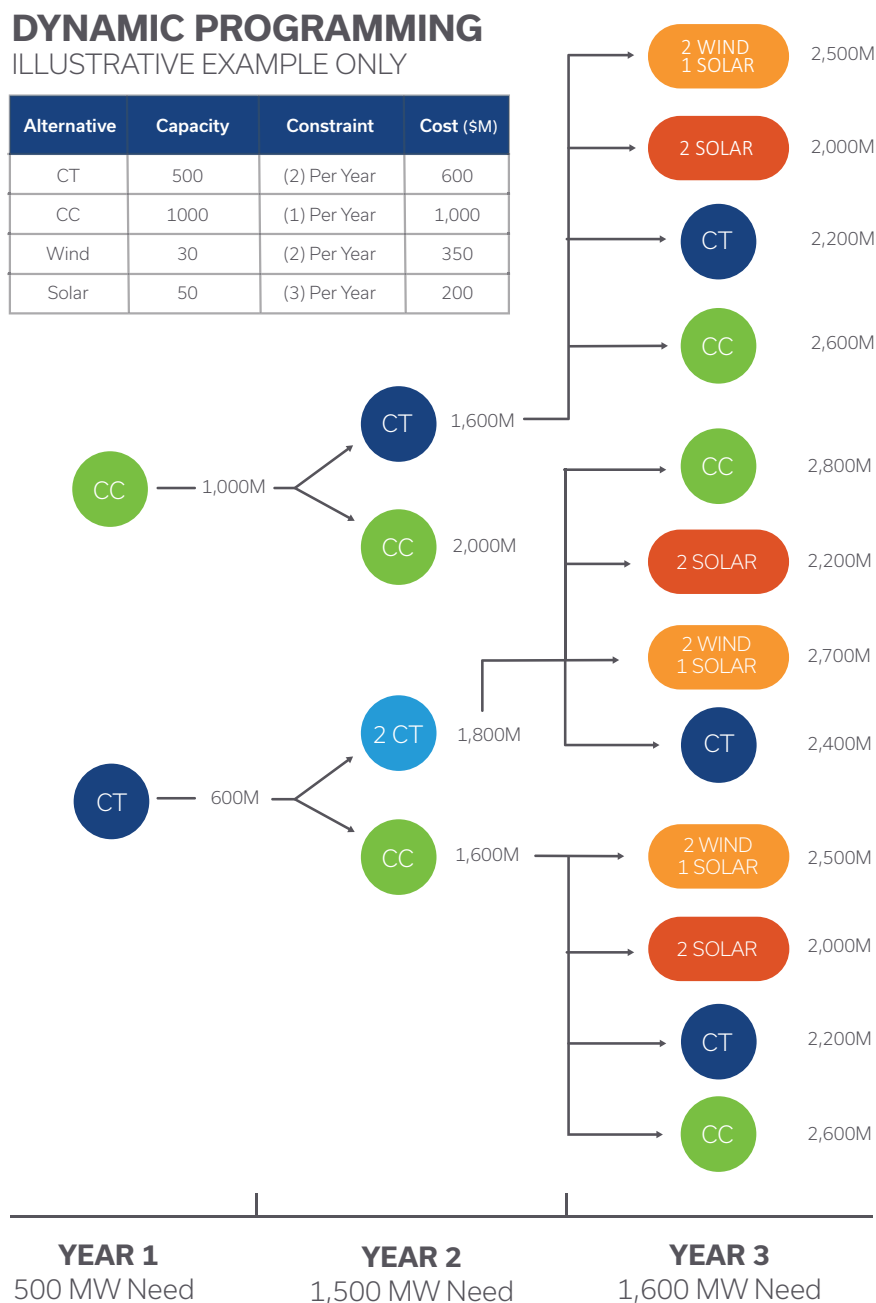 DYNAMIC PROGRAMMING
ILLUSTRATIVE EXAMPLE ONLY
Alternative Capacity Constraint Cost ($M)
CT 500 (2) Per Year 600
CC 1000 (1) Per Year 1,000
Wind 30 (2) Per Year 350
Solar 50 (3) Per Year 200
CC 1,000M
CT 1,600M
CC 2,000M
2 WIND
1 SOLAR 2,500M
2 SOLAR 2,000M
CT 2,200M
CC 2,600M
CT 600M
2 CT 1,800M
CC 1,600M
CC 2,800M
2 SOLAR 2,200M
2 WIND
1 SOLAR 2,700M
CT 2,400M
2 WIND
1 SOLAR 2,500M
2 SOLAR 2,000M
CT 2,200M
CC 2,600M
YEAR 1
500 MW Need
YEAR 2
1,500 MW Need
YEAR 3
1,600 MW Need